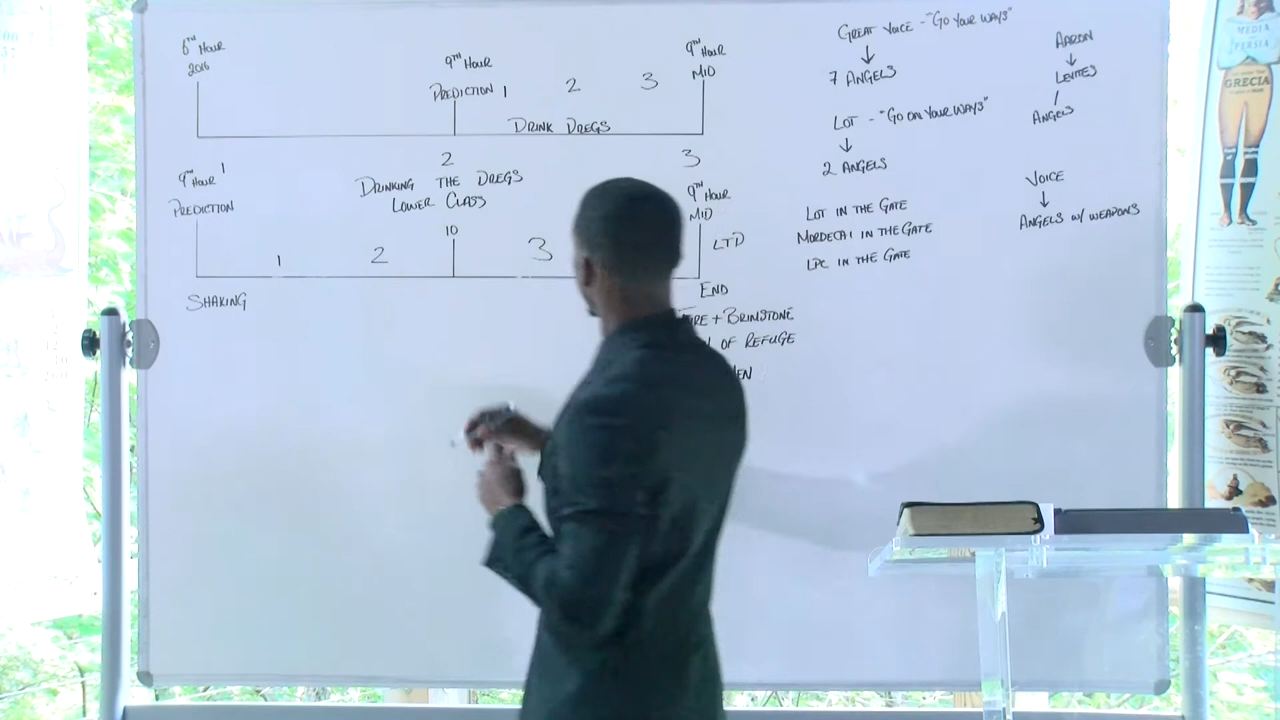 6TH HOUR
2016
9TH HOUR
PREDICTION 1 2 3
9TH HOUR
MID
DRINK DREGS
9TH HOUR 1
PREDICTION
2
DRINKING THE DREGS
LOWER CLASS
3
9TH HOUR
MID
1 2 10 3
LTD
SHAKING
END
FIRE + BRIMSTONE
OF REFUGE
GREAT VOICE - "GO YOUR WAYS"
7 ANGELS
LOT - "GO ON YOUR WAYS"
2 ANGELS
LOT IN THE GATE
MORDECAI IN THE GATE
LPC IN THE GATE
AARON
LEVITES
ANGELS
VOICE
ANGELS W/ WEAPONS
MEDIA
PERSIA
GRECIA